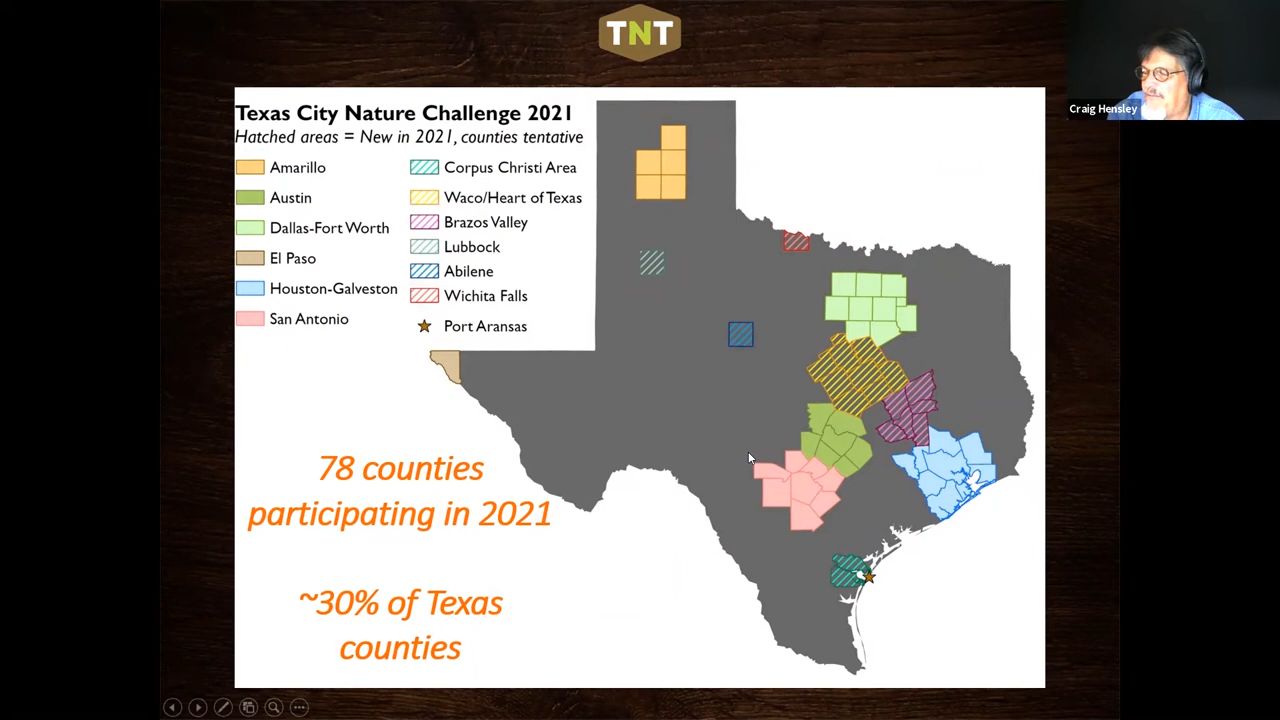 TNT
Craig Hensley
Texas City Nature Challenge 2021
Hatched areas = New in 2021, counties tentative
Amarillo
Austin
Dallas-Fort Worth
El Paso
Houston-Galveston
San Antonio
Corpus Christi Area
Waco/Heart of Texas
Brazos Valley
Lubbock
Abilene
Wichita Falls
Port Aransas
78 counties
participating in 2021
~30% of Texas
counties